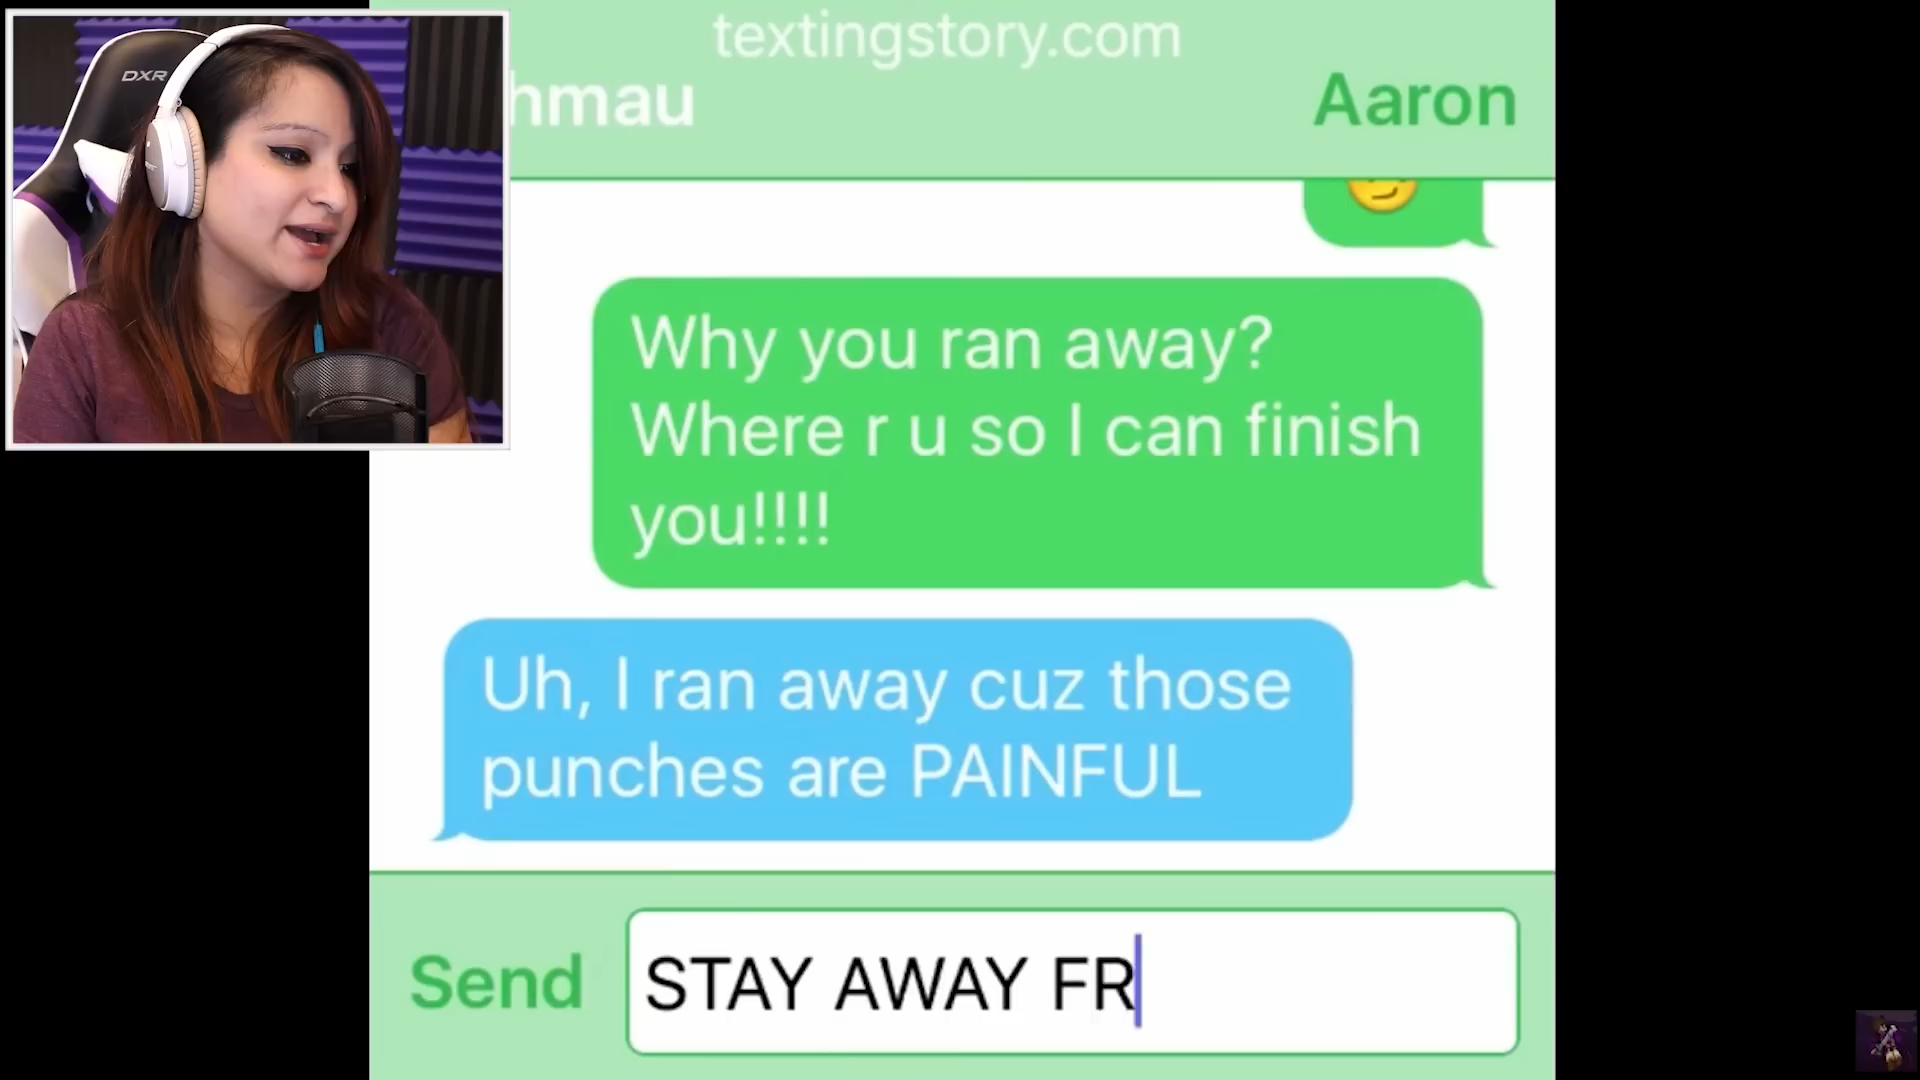 textingstory.com
hmau
Aaron
DXR
Why you ran away?
Where r u so I can finish
you!!!!
Uh, I ran away cuz those
punches are PAINFUL
Send
STAY AWAY FR